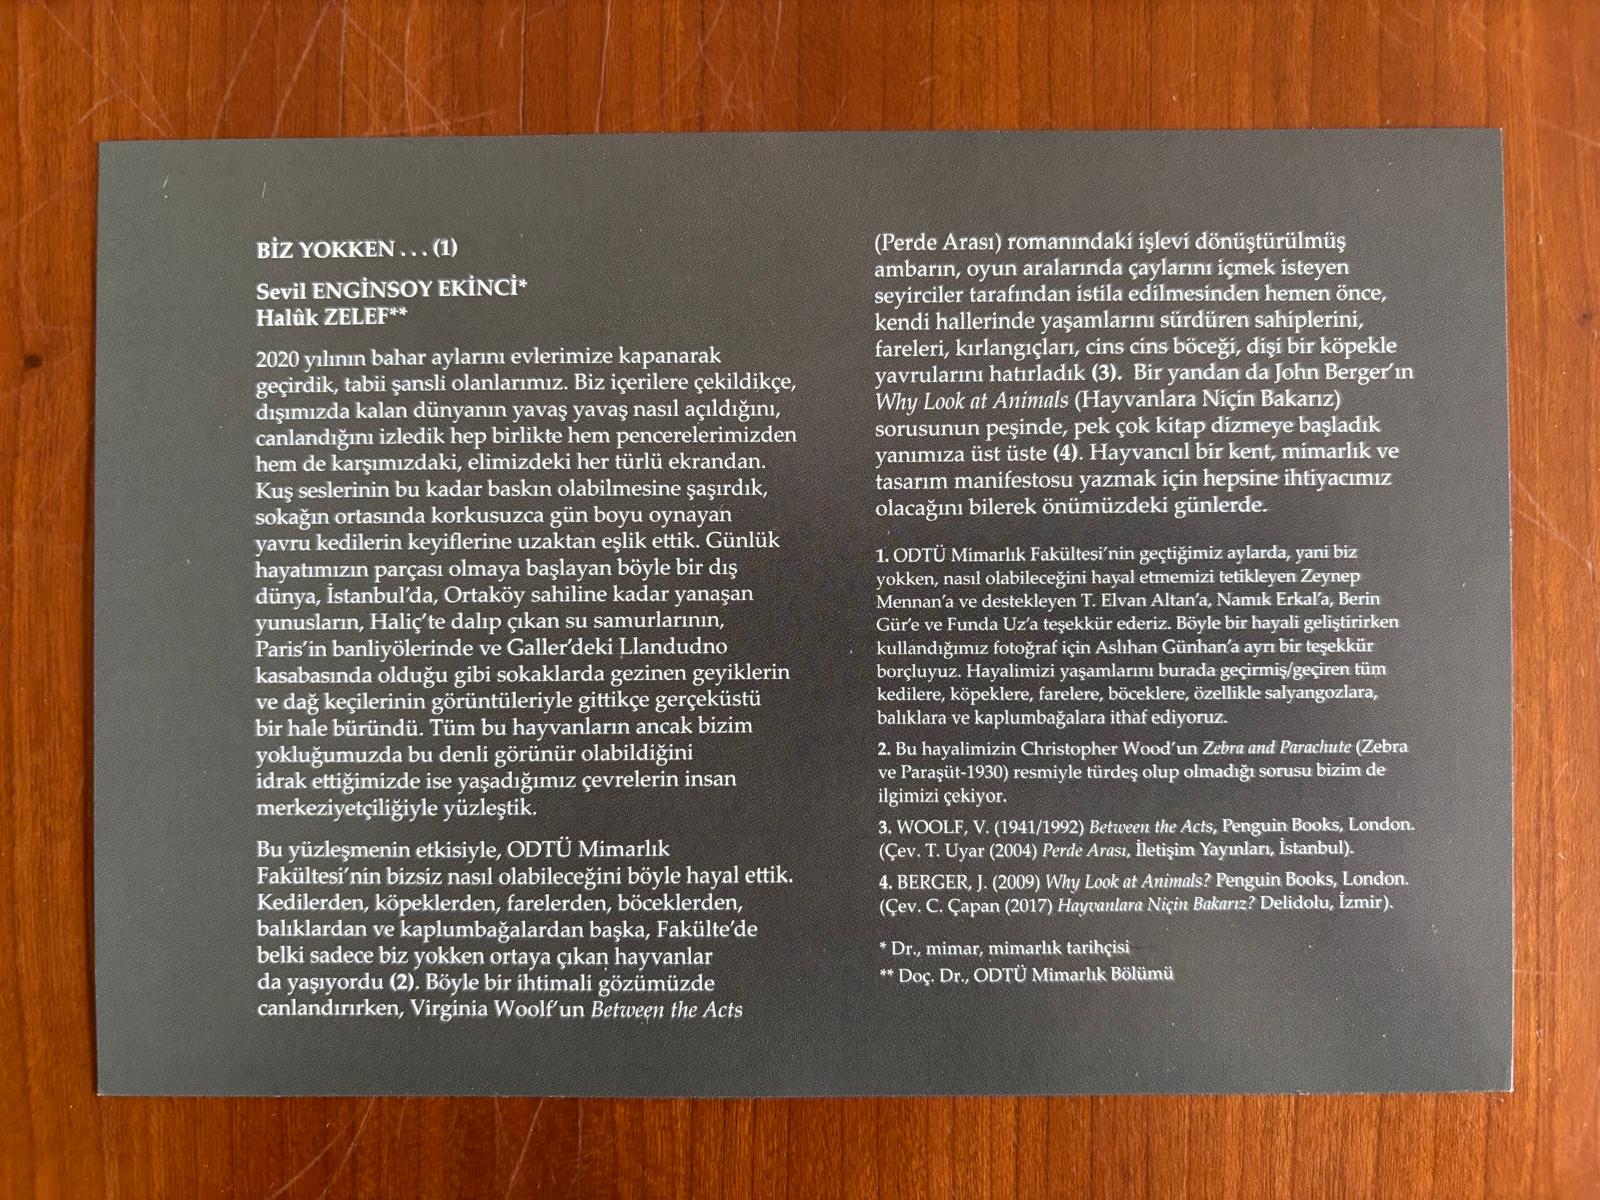 BİZ YOKKEN . . . (1)
Sevil ENGİNSOY EKİNCİ*
Halûk ZELEF**
2020 yılının bahar aylarını evlerimize kapanarak
geçirdik, tabii şansli olanlarımız. Biz içerilere çekildikçe,
dışımızda kalan dünyanın yavaş yavaş nasıl açıldığını,
canlandığını izledik hep birlikte hem pencerelerimizden
hem de karşımızdaki, elimizdeki her türlü ekrandan.
Kuş seslerinin bu kadar baskın olabilmesine şaşırdık,
sokağın ortasında korkusuzca gün boyu oynayan
yavru kedilerin keyiflerine uzaktan eşlik ettik. Günlük
hayatımızın parçası olmaya başlayan böyle bir dış
dünya, İstanbul’da, Ortaköy sahiline kadar yanaşan
yunusların, Haliç’te dalıp çıkan su samurlarının,
Paris’in banliyölerinde ve Galler’deki Llandudno
kasabasında olduğu gibi sokaklarda gezinen geyiklerin
ve dağ keçilerinin görüntüleriyle gittikçe gerçeküstü
bir hale büründü. Tüm bu hayvanların ancak bizim
yokluğumuzda bu denli görünür olabildiğini
idrak ettiğimizde ise yaşadığımız çevrelerin insan
merkeziyetçiliğiyle yüzleştik.
Bu yüzleşmenin etkisiyle, ODTÜ Mimarlık
Fakültesi’nin bizsiz nasıl olabileceğini böyle hayal ettik.
Kedilerden, köpeklerden, farelerden, böceklerden,
balıklardan ve kaplumbağalardan başka, Fakülte’de
belki sadece biz yokken ortaya çıkan hayvanlar
da yaşıyordu (2). Böyle bir ihtimali gözümüzde
canlandırırken, Virginia Woolf’un Between the Acts
(Perde Arası) romanındaki işlevi dönüştürülmüş
ambarın, oyun aralarında çaylarını içmek isteyen
seyirciler tarafından istila edilmesinden hemen önce,
kendi hallerinde yaşamlarını sürdüren sahiplerini,
fareleri, kırlangıçları, cins cins böceği, dişi bir köpekle
yavrularını hatırladık (3). Bir yandan da John Berger’ın
Why Look at Animals (Hayvanlara Niçin Bakarız)
sorusunun peşinde, pek çok kitap dizmeye başladık
yanımıza üst üste (4). Hayvancıl bir kent, mimarlık ve
tasarım manifestosu yazmak için hepsine ihtiyacımız
olacağını bilerek önümüzdeki günlerde.
1. ODTÜ Mimarlık Fakültesi’nin geçtiğimiz aylarda, yani biz
yokken, nasıl olabileceğini hayal etmemizi tetikleyen Zeynep
Mennan’a ve destekleyen T. Elvan Altan’a, Namık Erkal’a, Berin
Gür’e ve Funda Uz’a teşekkür ederiz. Böyle bir hayali geliştirirken
kullandığımız fotoğraf için Aslıhan Günhan’a ayrı bir teşekkür
borçluyuz. Hayalimizi yaşamlarını burada geçirmiş/geçiren tüm
kedilere, köpeklere, farelere, böceklere, özellikle salyangozlara,
balıklara ve kaplumbağalara ithaf ediyoruz.
2. Bu hayalimizin Christopher Wood’un Zebra and Parachute (Zebra
ve Paraşüt-1930) resmiyle türdeş olup olmadığı sorusu bizim de
ilgimizi çekiyor.
3. WOOLF, V. (1941/1992) Between the Acts, Penguin Books, London.
(Çev. T. Uyar (2004) Perde Arası, İletişim Yayınları, İstanbul).
4. BERGER, J. (2009) Why Look at Animals? Penguin Books, London.
(Çev. C. Çapan (2017) Hayvanlara Niçin Bakarız? Delidolu, İzmir).
* Dr., mimar, mimarlık tarihçisi
** Doç. Dr., ODTÜ Mimarlık Bölümü